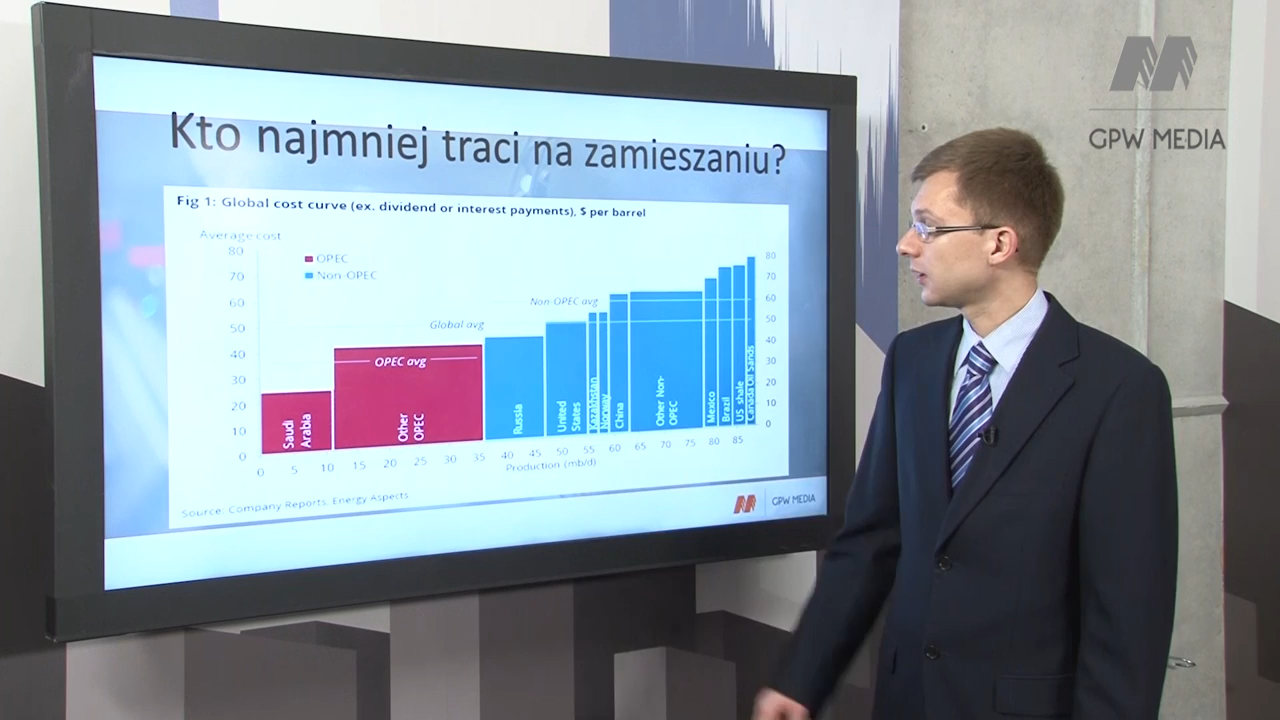 GPW MEDIA
Kto najmniej traci na zamieszaniu?
Fig 1: Global cost curve (ex. dividend or interest payments), $ per barrel
Average cost
80
70
60
50
40
30
20
10
0
OPEC
Non-OPEC
Non-OPEC avg
Global avg
OPEC avg
Saudi
Arabia
Other
OPEC
Russia
United
States
Kazakhstan
Norway
China
Other Non-
OPEC
Mexico
Brazil
US shale
Canada Oil Sands
80
70
60
50
40
30
20
10
0
0 5 10 15 20 25 30 35 40 45 50 55 60 65 70 75 80 85
Production (mb/d)
Source: Company Reports, Energy Aspects
GPW MEDIA